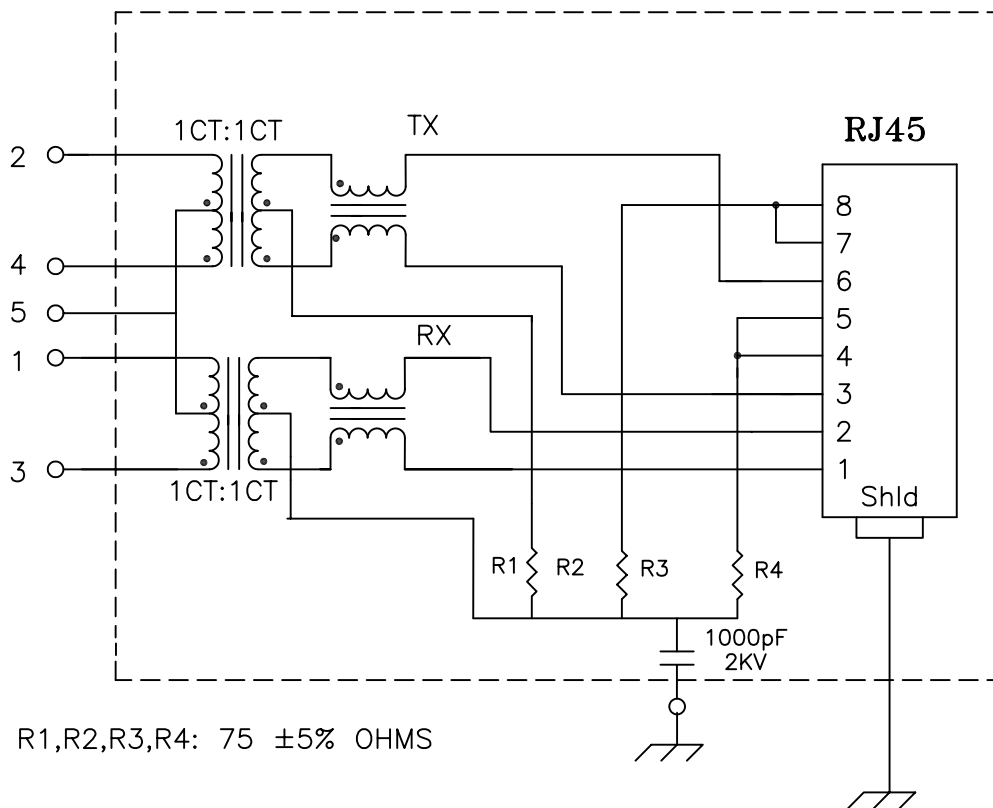 1CT:1CT
TX
RJ45
2
4
5
1
3
RX
1CT:1CT
8
7
6
5
4
3
2
1
Shld
R1
R2
R3
R4
1000pF
2KV
R1,R2,R3,R4: 75 ±5% OHMS